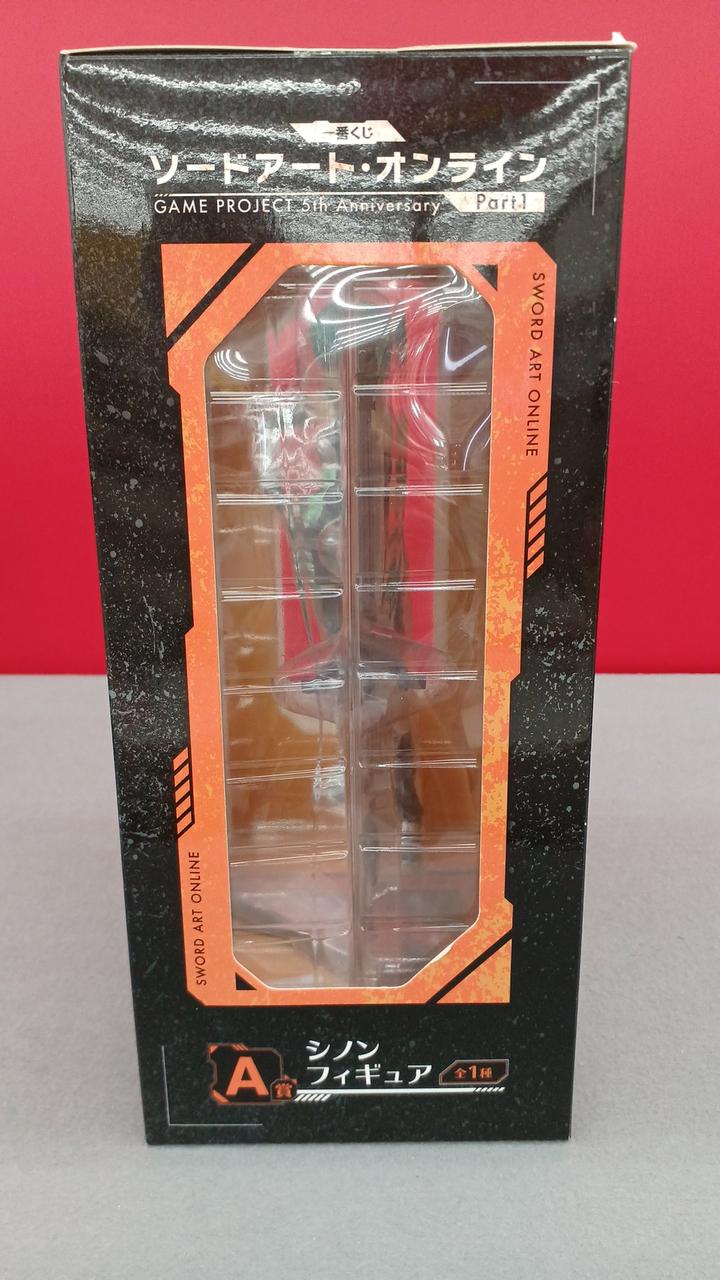 一番くじ
ソードアート・オンライン
GAME PROJECT 5th Anniversary Part1
SWORD ART ONLINE
SWORD ART ONLINE
A賞
シノン
フィギュア 全1種